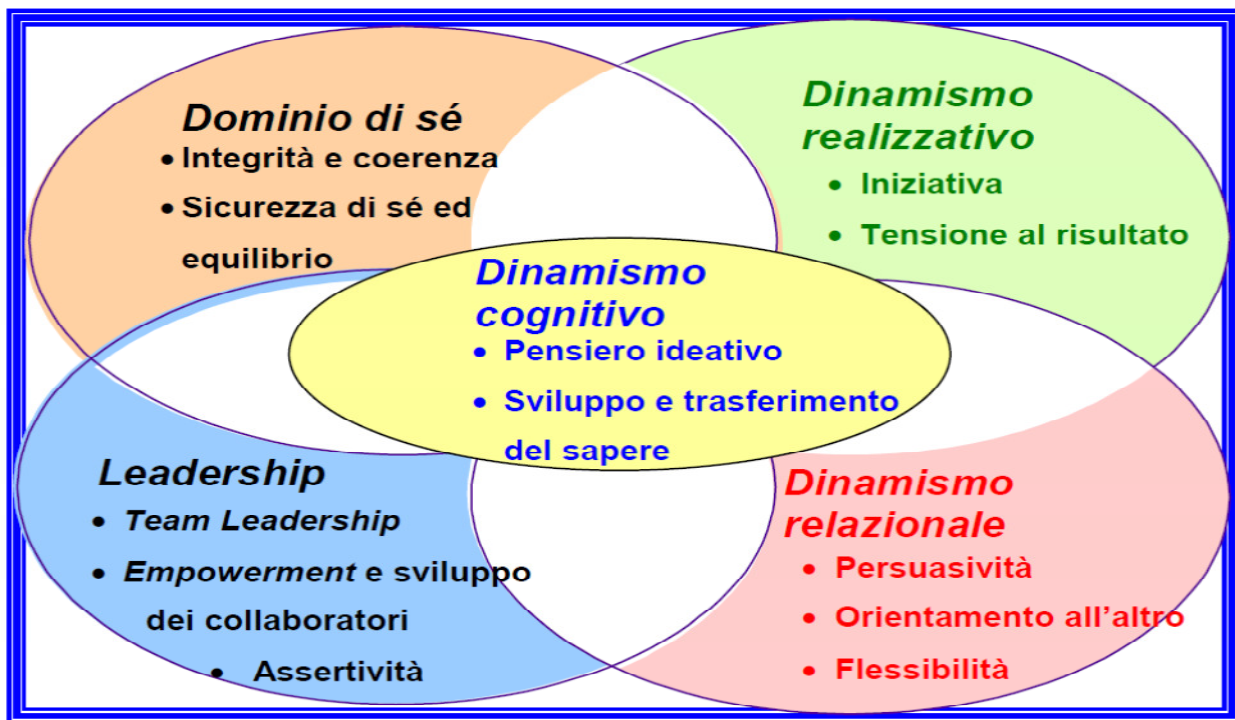 Dominio di sé
• Integrità e coerenza
• Sicurezza di sé ed
equilibrio
Dinamismo
realizzativo
• Iniziativa
• Tensione al risultato
Dinamismo
cognitivo
• Pensiero ideativo
• Sviluppo e trasferimento
del sapere
Leadership
• Team Leadership
• Empowerment e sviluppo
dei collaboratori
• Assertività
Dinamismo
relazionale
• Persuasività
• Orientamento all'altro
• Flessibilità